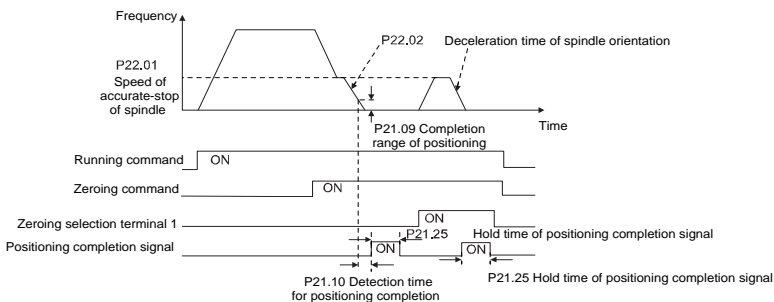 Frequency
P22.02
Deceleration time of spindle orientation
P22.01
Speed of
accurate-stop
of spindle
Time
P21.09 Completion
range of positioning
Running command
ON
Zeroing command
ON
Zeroing selection terminal 1
ON
P21.25
Hold time of positioning completion signal
Positioning completion signal
ON
ON
P21.10 Detection time
for positioning completion
P21.25 Hold time of positioning completion signal